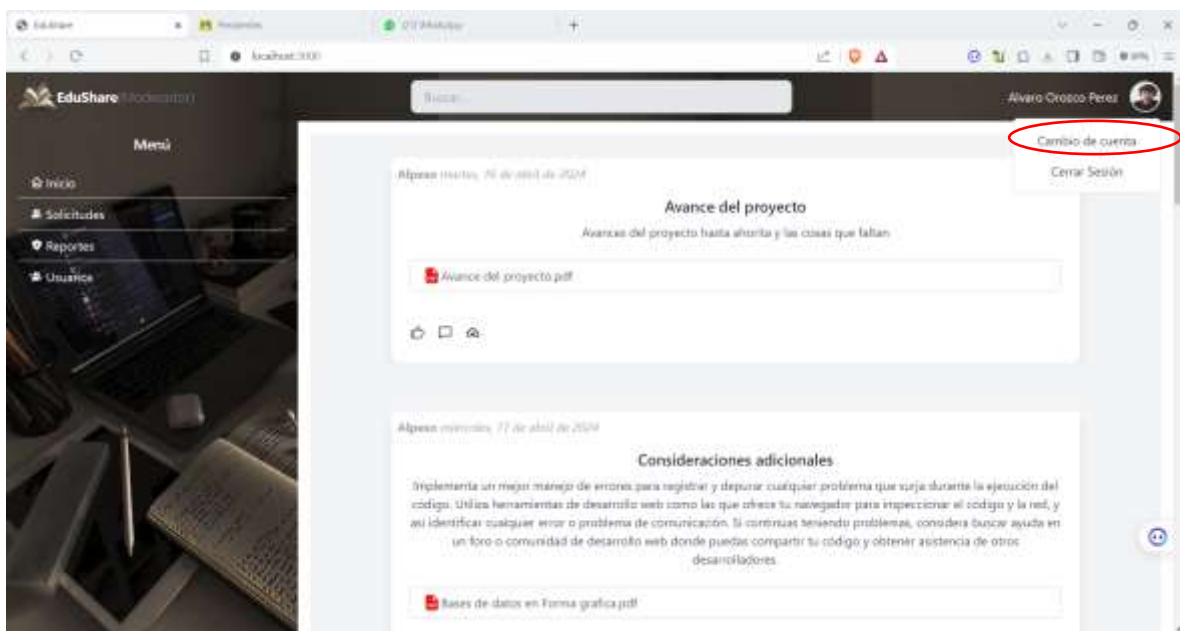 EduShare
localhost:3000
EduShare (Moderador)
Buscar...
Alvaro Orozco Perez
Menú
Cambio de cuenta
Cerrar Sesión
Inicio
Solicitudes
Reportes
Usuarios
Alpeso martes, 16 de abril de 2024
Avance del proyecto
Avances del proyecto hasta ahorita y las cosas que faltan
Avance del proyecto.pdf
Alpeso miércoles, 17 de abril de 2024
Consideraciones adicionales
Implementa un mejor manejo de errores para registrar y depurar cualquier problema que surja durante la ejecución del
código. Utiliza herramientas de desarrollo web como las que ofrece tu navegador para inspeccionar el código y la red, y
así identificar cualquier error o problema de comunicación. Si continuas teniendo problemas, considera buscar ayuda en
un foro o comunidad de desarrollo web donde puedas compartir tu código y obtener asistencia de otros
desarrolladores.
Bases de datos en Forma grafica.pdf